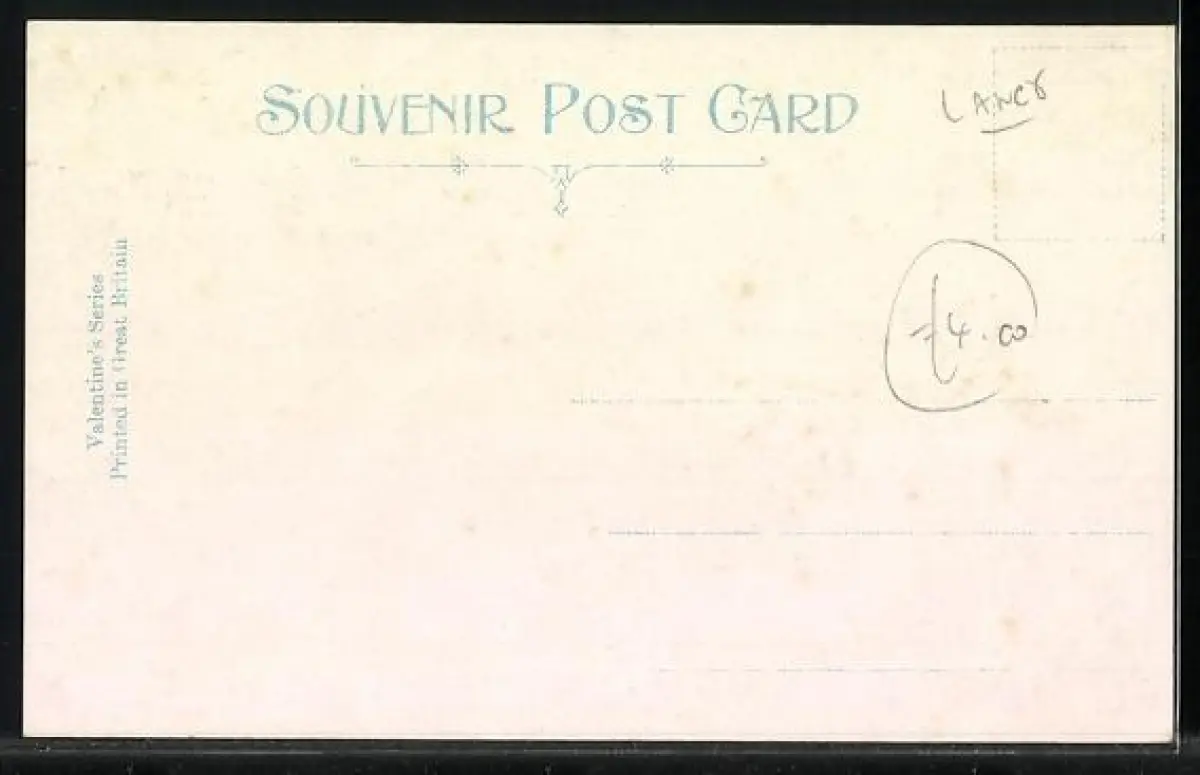 SOUVENIR POST CARD
LANCS
£4.00
Valentine's Series
Printed in Great Britain